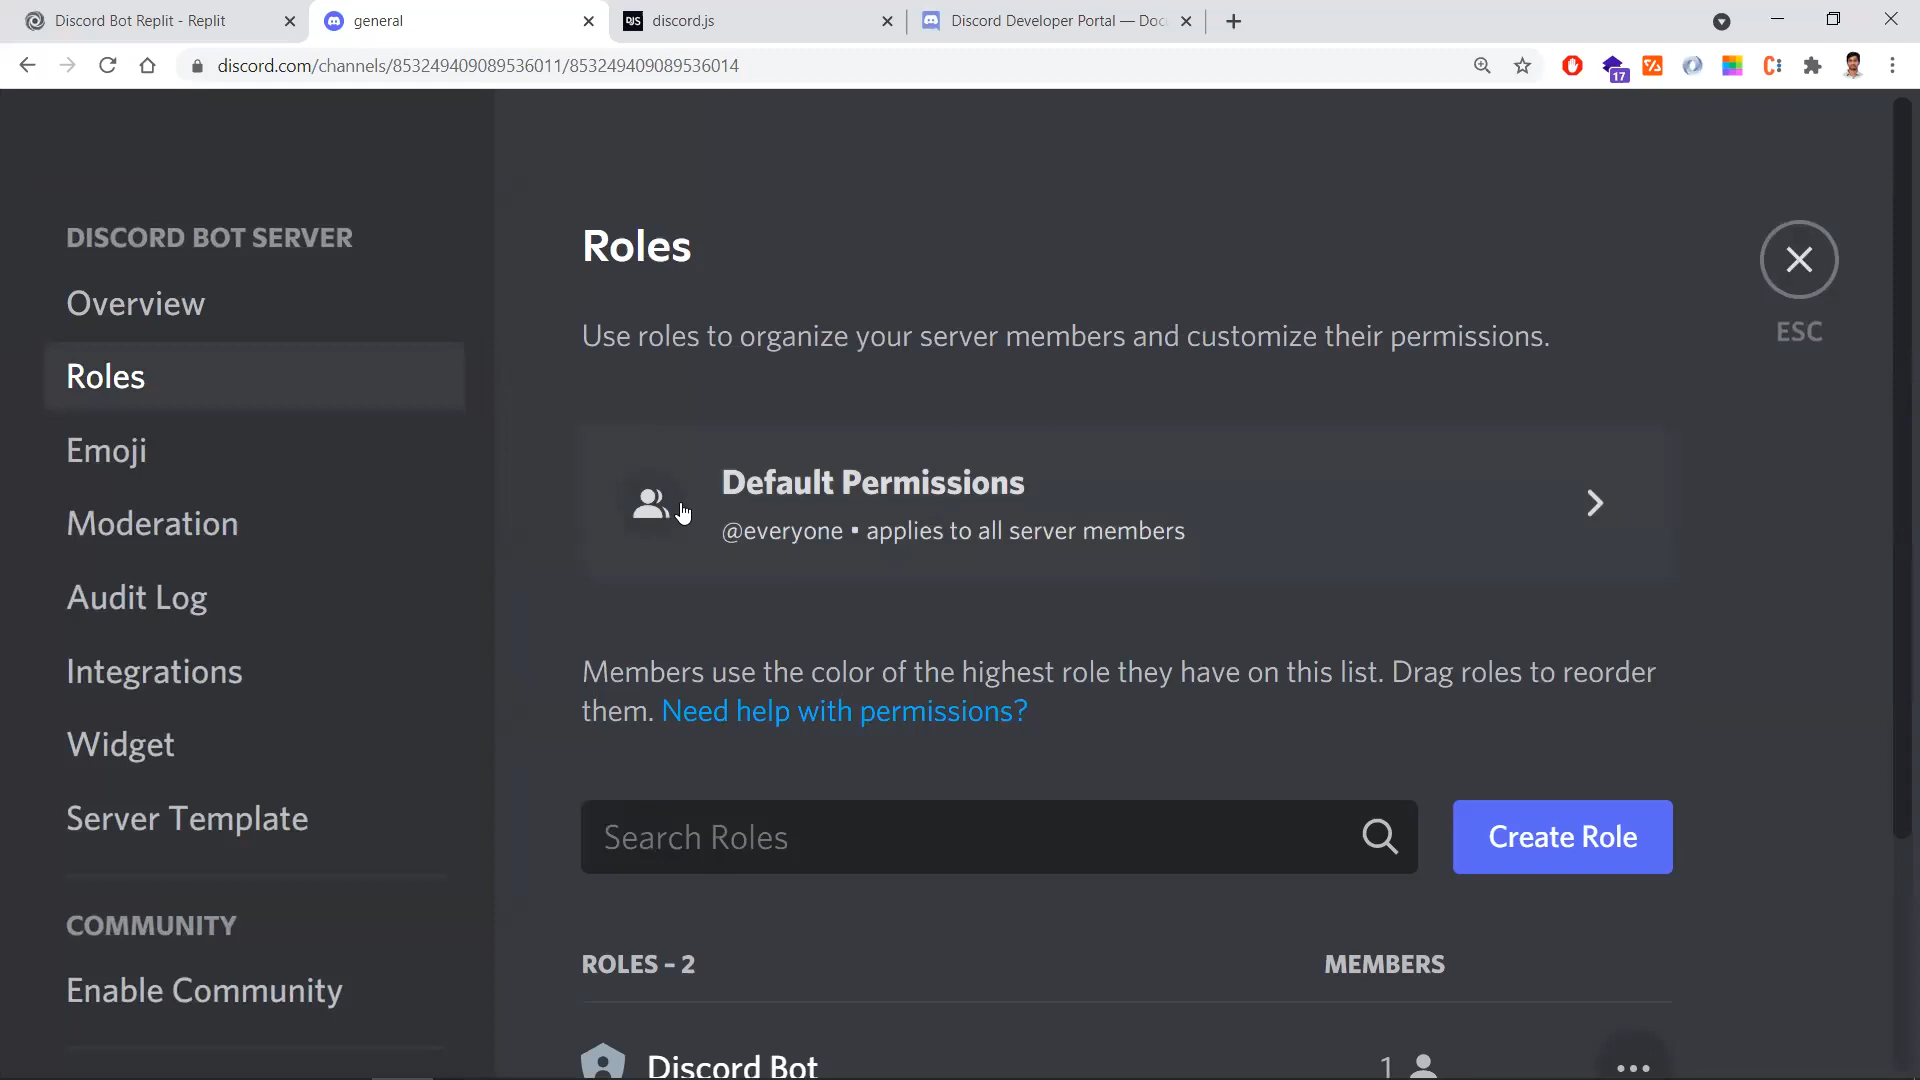 Discord Bot Replit - Replit
general
DJS discord.js
Discord Developer Portal — Doc
discord.com/channels/853249409089536011/853249409089536014
17
DISCORD BOT SERVER
Overview
Roles
Emoji
Moderation
Audit Log
Integrations
Widget
Server Template
COMMUNITY
Enable Community
Roles
Use roles to organize your server members and customize their permissions.
ESC
Default Permissions
@everyone • applies to all server members
Members use the color of the highest role they have on this list. Drag roles to reorder
them. Need help with permissions?
Search Roles
Create Role
ROLES – 2
MEMBERS
Discord Bot
1